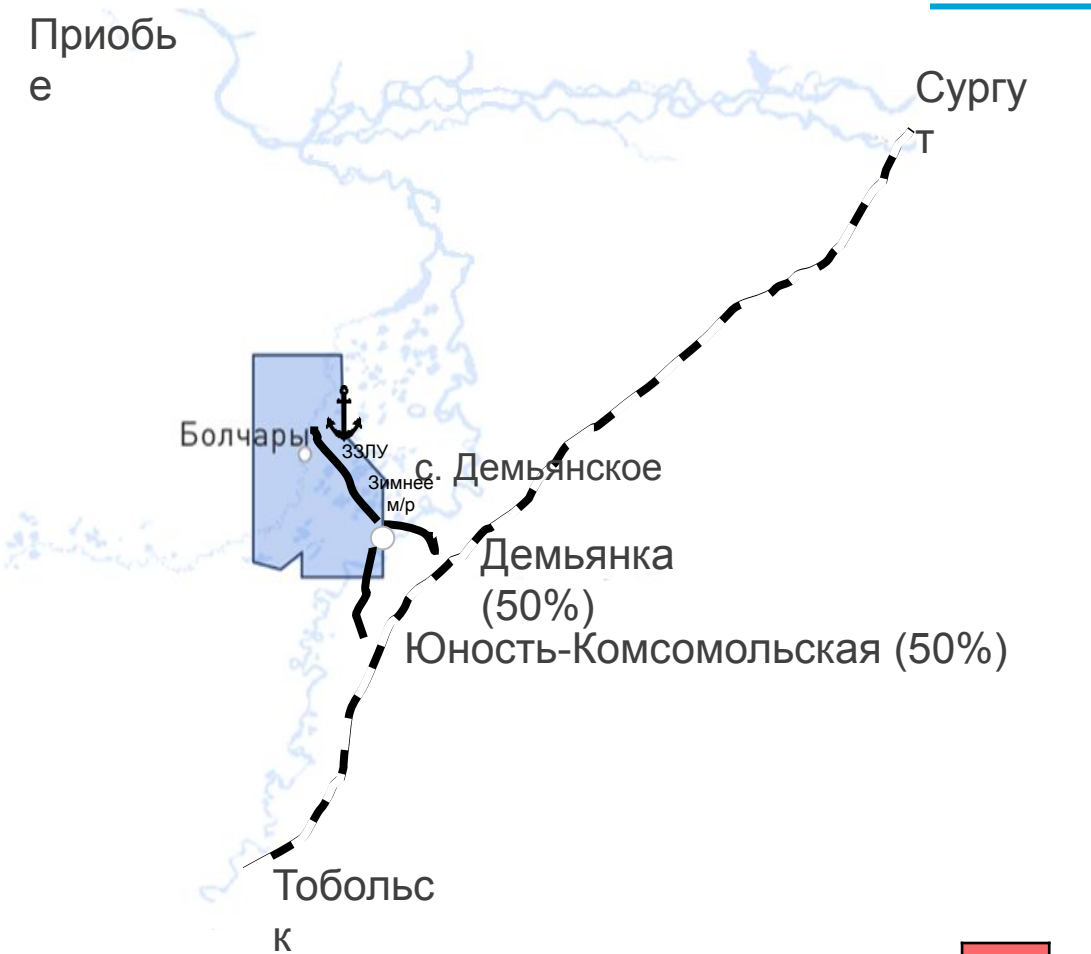 Приобь
е
Сургу
т
Болчары
ЗЗЛУ
с. Демьянское
Зимнее
м/р
Демьянка
(50%)
Юность-Комсомольская (50%)
Тобольс
к